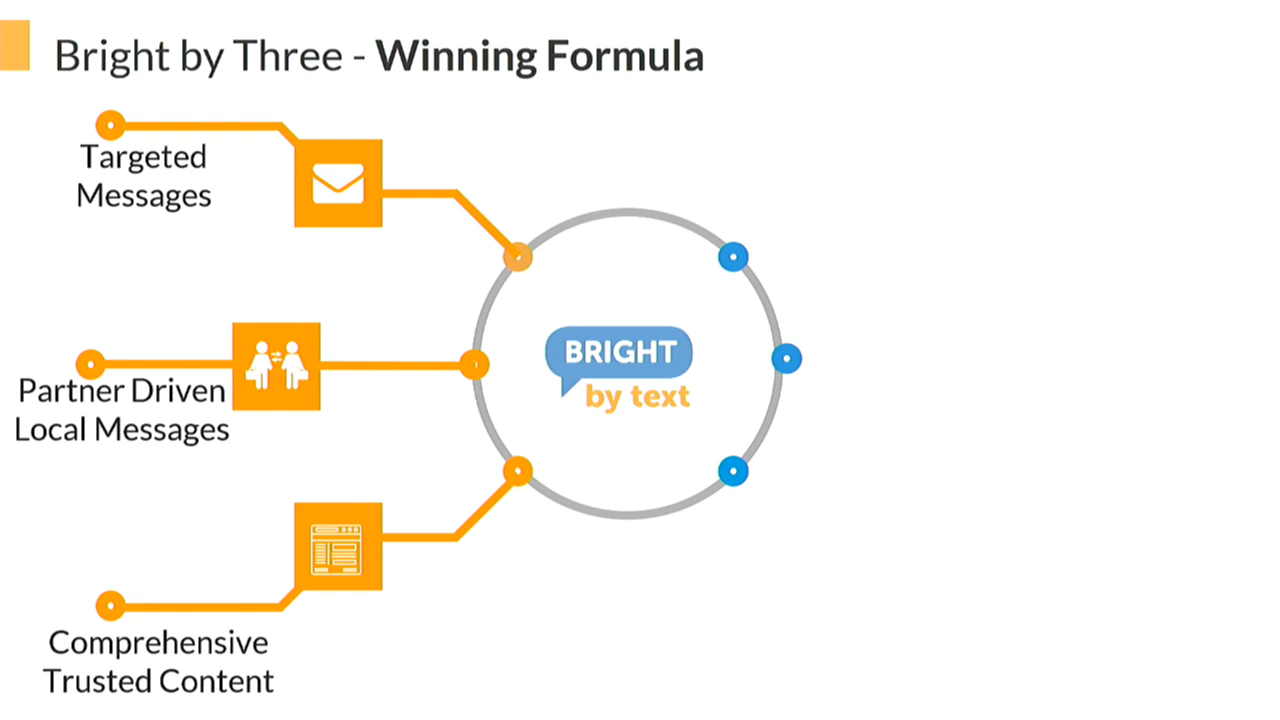 Bright by Three - Winning Formula
Targeted
Messages
Partner Driven
Local Messages
Comprehensive
Trusted Content
BRIGHT
by text